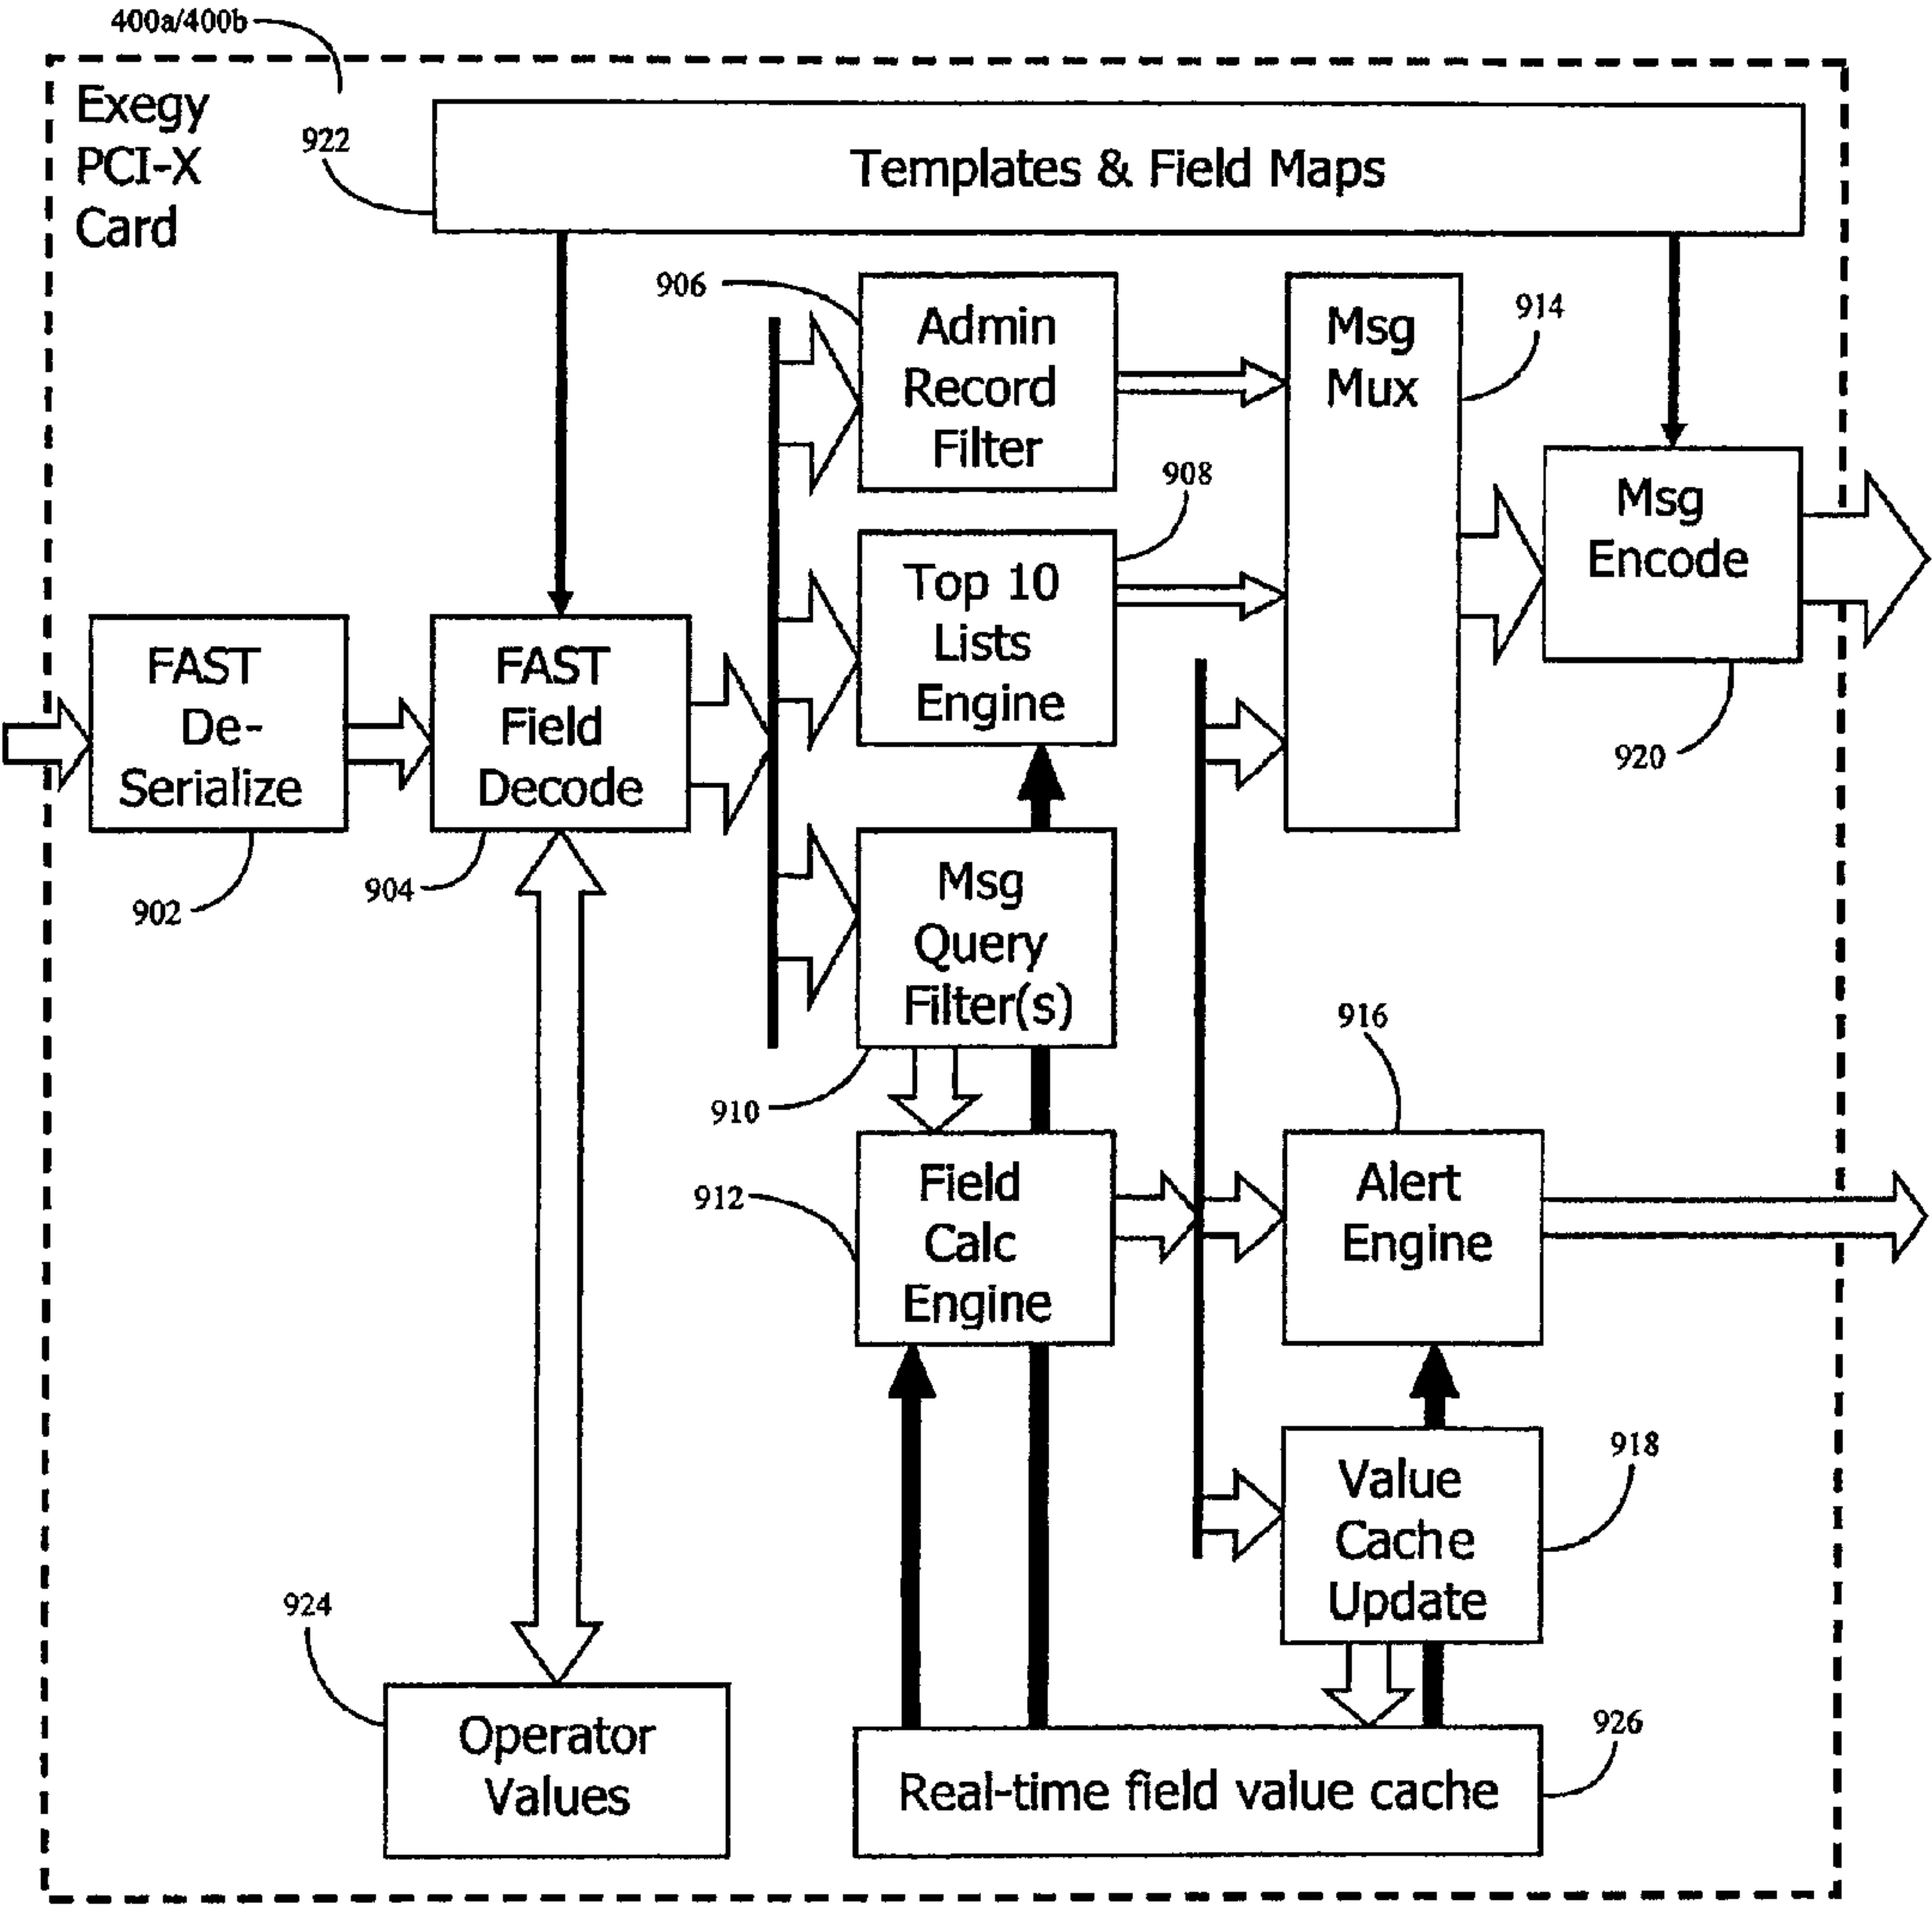 400a/400b
Exegy
PCI-X
Card
922
Templates & Field Maps
906
Admin
Record
Filter
Msg
Mux
914
908
Top 10
Lists
Engine
Msg
Encode
920
FAST
De-
Serialize
902
FAST
Field
Decode
904
Msg
Query
Filter(s)
910
916
912
Field
Calc
Engine
Alert
Engine
Value
Cache
Update
918
924
Operator
Values
926
Real-time field value cache